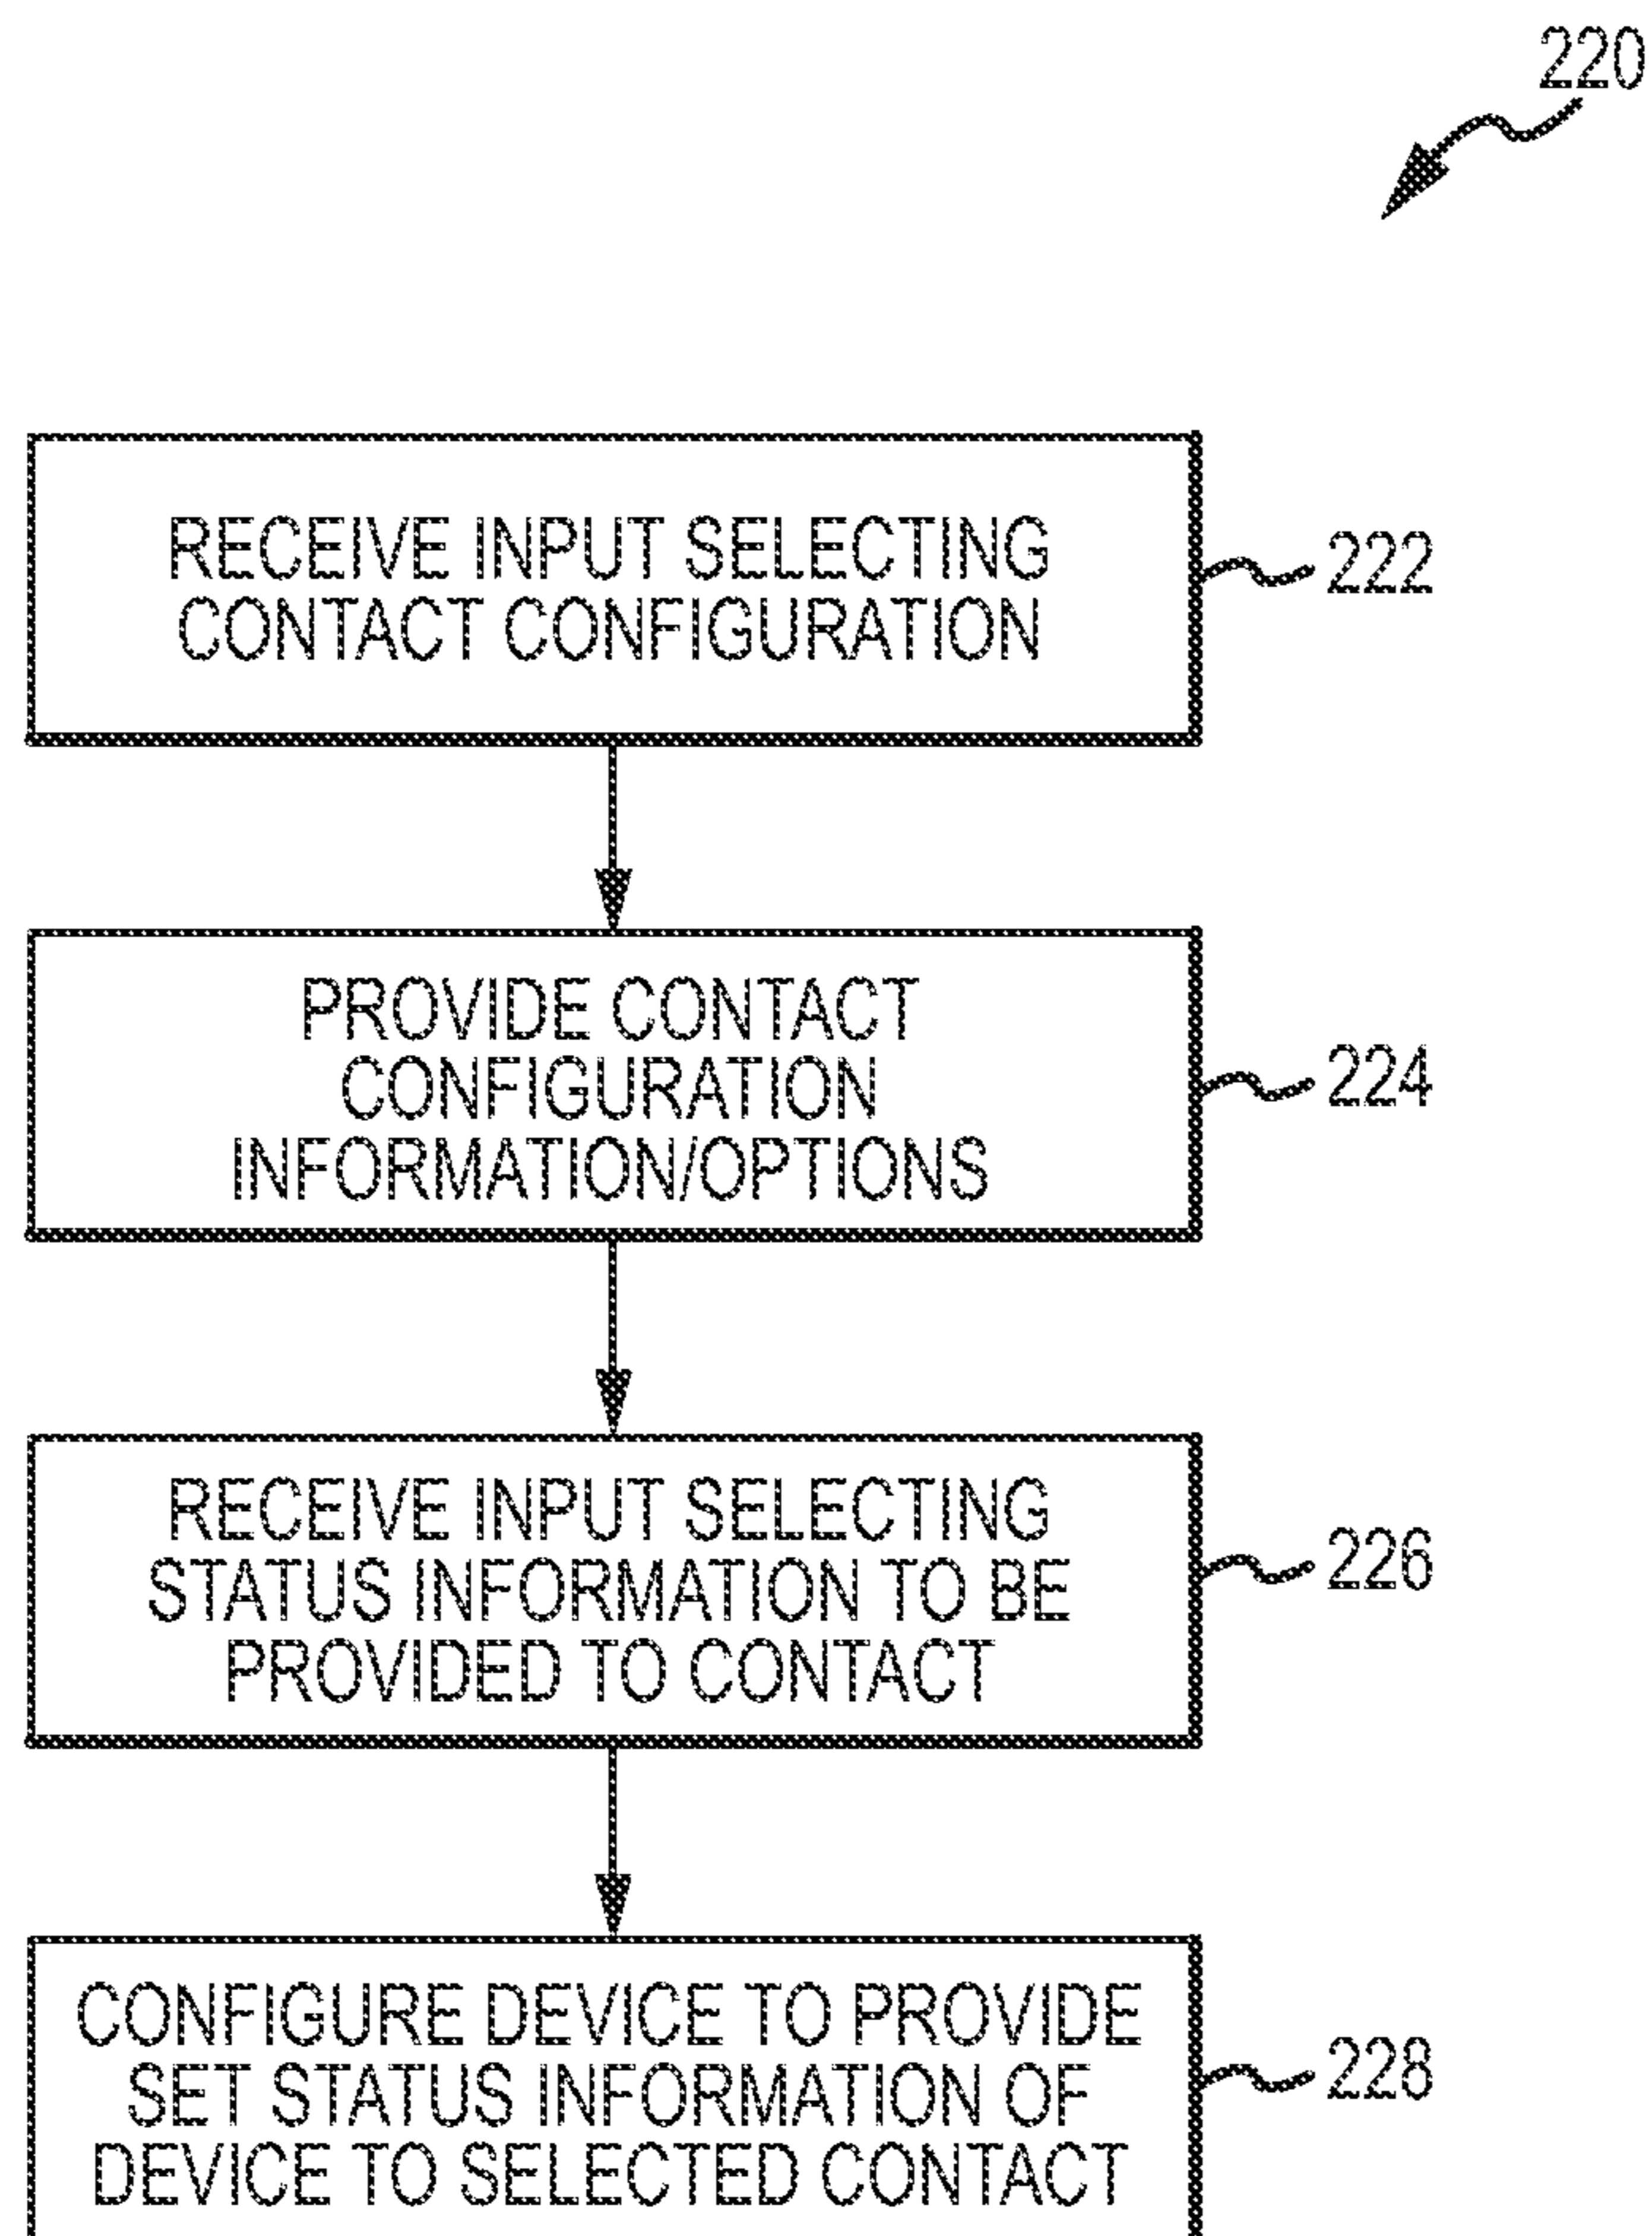 220
RECEIVE INPUT SELECTING
CONTACT CONFIGURATION
222
PROVIDE CONTACT
CONFIGURATION
INFORMATION/OPTIONS
224
RECEIVE INPUT SELECTING
STATUS INFORMATION TO BE
PROVIDED TO CONTACT
226
CONFIGURE DEVICE TO PROVIDE
SET STATUS INFORMATION OF
DEVICE TO SELECTED CONTACT
228